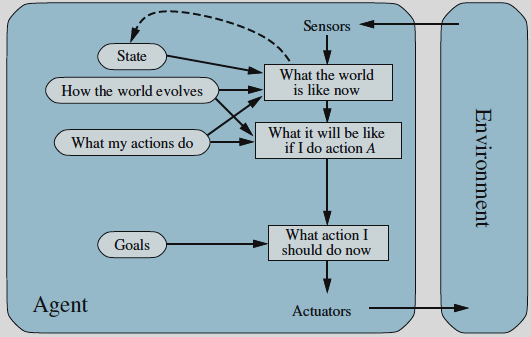 Sensors
State
How the world evolves
What my actions do
Goals
What the world
is like now
What it will be like
if I do action A
What action I
should do now
Actuators
Agent
Environment